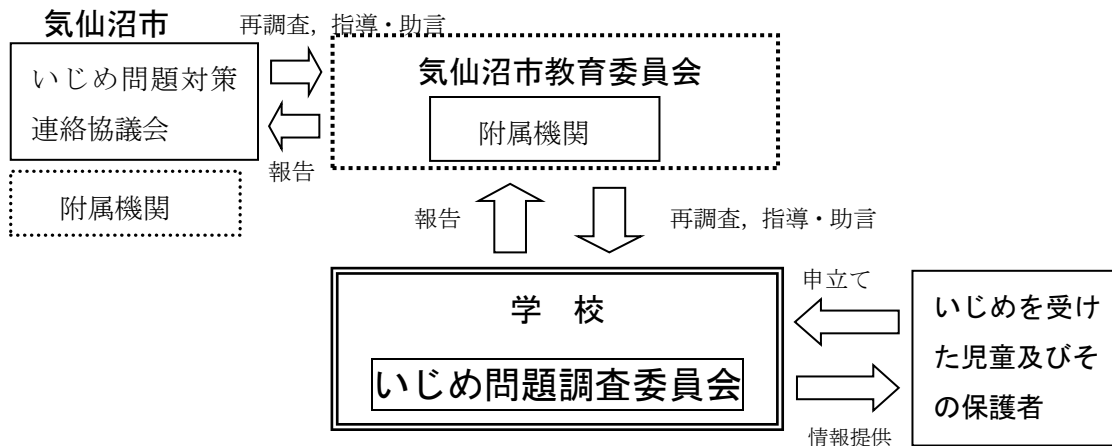 気仙沼市
再調査，指導・助言
いじめ問題対策
連絡協議会
気仙沼市教育委員会
附属機関
報告
附属機関
報告
再調査，指導・助言
学　校
いじめ問題調査委員会
申立て
情報提供
いじめを受け
た児童及びそ
の保護者